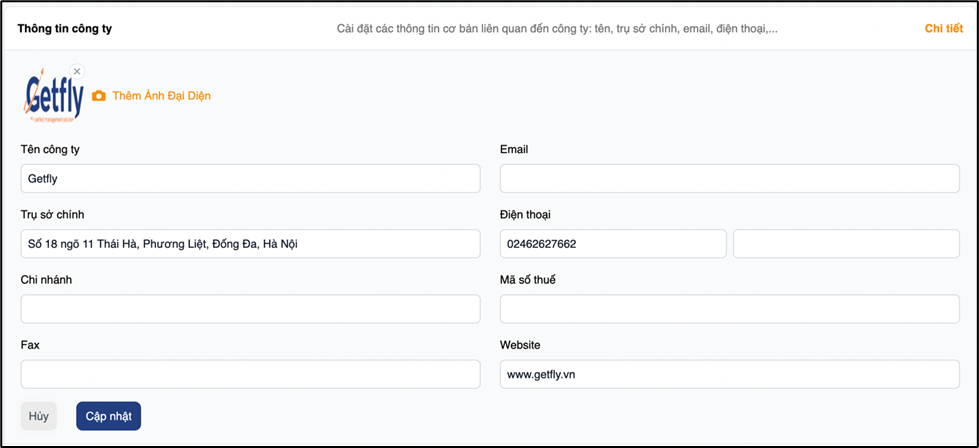 Thông tin công ty
Cài đặt các thông tin cơ bản liên quan đến công ty: tên, trụ sở chính, email, điện thoại,...
Chi tiết
Getfly
perfect management solution
Thêm Ảnh Đại Diện
Tên công ty
Email
Getfly
Trụ sở chính
Điện thoại
Số 18 ngõ 11 Thái Hà, Phương Liệt, Đống Đa, Hà Nội
02462627662
Chi nhánh
Mã số thuế
Fax
Website
www.getfly.vn
Hủy
Cập nhật